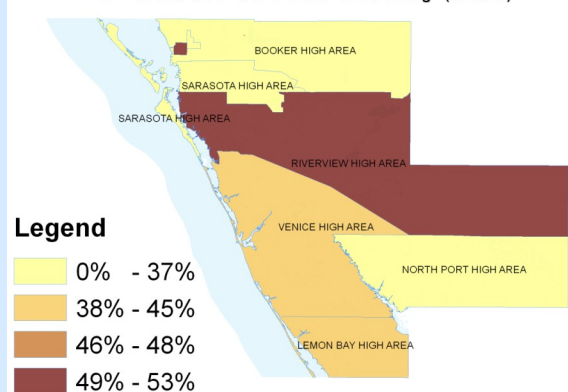 BOOKER HIGH AREA
SARASOTA HIGH AREA
SARASOTA HIGH AREA
RIVERVIEW HIGH AREA
VENICE HIGH AREA
NORTH PORT HIGH AREA
LEMON BAY HIGH AREA
Legend
0% - 37%
38% - 45%
46% - 48%
49% - 53%